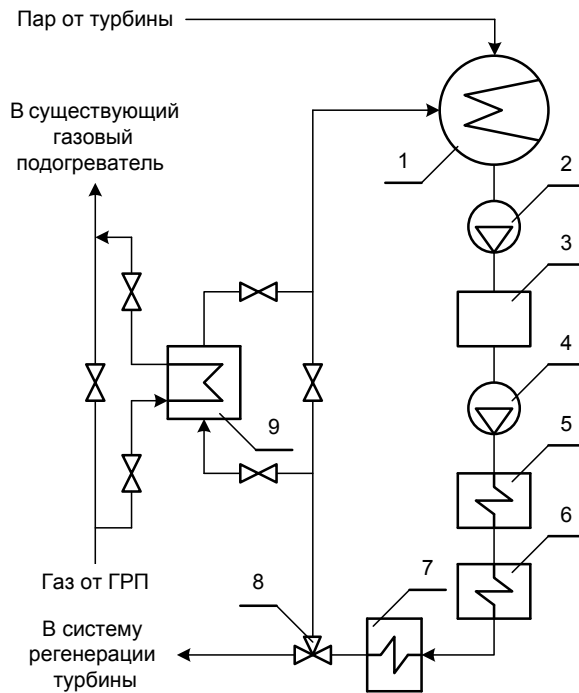 Пар от турбины
В существующий
газовый
подогреватель
1
2
3
4
5
6
7
8
9
Газ от ГРП
В систему
регенерации
турбины